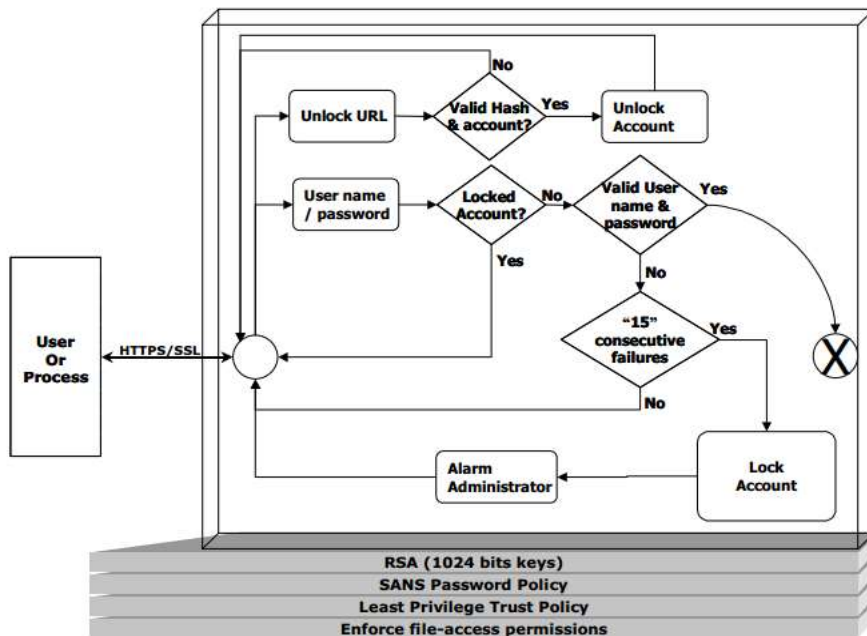 No
Unlock URL
Valid Hash
& account?
Yes
Unlock
Account
User name
/ password
Locked
Account?
No
Valid User
name &
password
Yes
Yes
No
User
Or
Process
HTTPS/SSL
"15"
consecutive
failures
Yes
X
No
Alarm
Administrator
Lock
Account
RSA (1024 bits keys)
SANS Password Policy
Least Privilege Trust Policy
Enforce file-access permissions